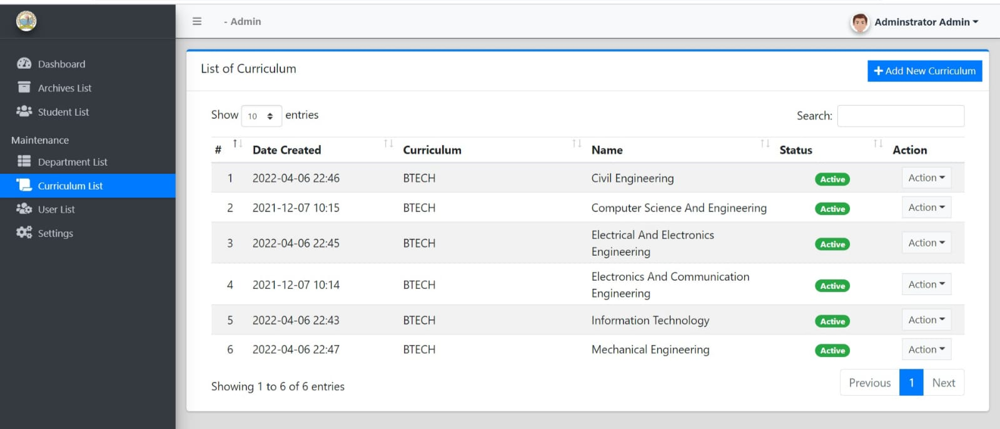 - Admin
Adminstrator Admin
Dashboard
Archives List
Student List
Maintenance
Department List
Curriculum List
User List
Settings
List of Curriculum
Add New Curriculum
Show 10 entries
Search:
# Date Created Curriculum Name Status Action
1 2022-04-06 22:46 BTECH Civil Engineering Active Action
2 2021-12-07 10:15 BTECH Computer Science And Engineering Active Action
3 2022-04-06 22:45 BTECH Electrical And Electronics
Engineering Active Action
4 2021-12-07 10:14 BTECH Electronics And Communication
Engineering Active Action
5 2022-04-06 22:43 BTECH Information Technology Active Action
6 2022-04-06 22:47 BTECH Mechanical Engineering Active Action
Showing 1 to 6 of 6 entries
Previous 1 Next